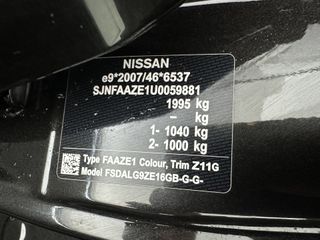 NISSAN
e9*2007/46*6537
SJNFAAZE1U0059881
1995 kg
– kg
1- 1040 kg
2- 1000 kg
Type FAAZE1 Colour, Trim Z11G
Model FSDALG9ZE16GB-G-G-